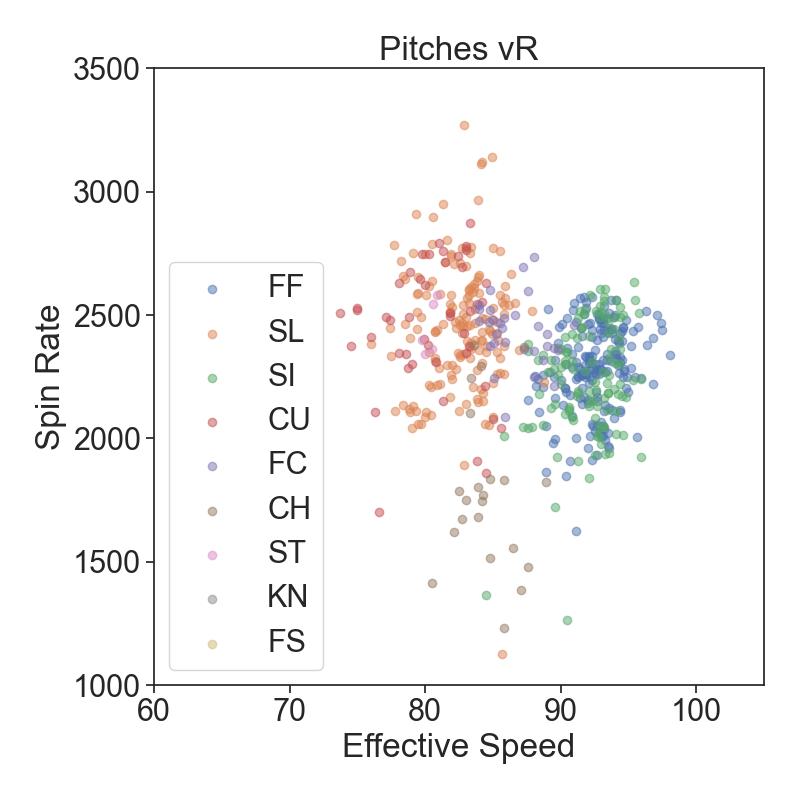 Pitches vR
3500
3000
2500
2000
1500
1000
Spin Rate
FF
SL
SI
CU
FC
CH
ST
KN
FS
60 70 80 90 100
Effective Speed